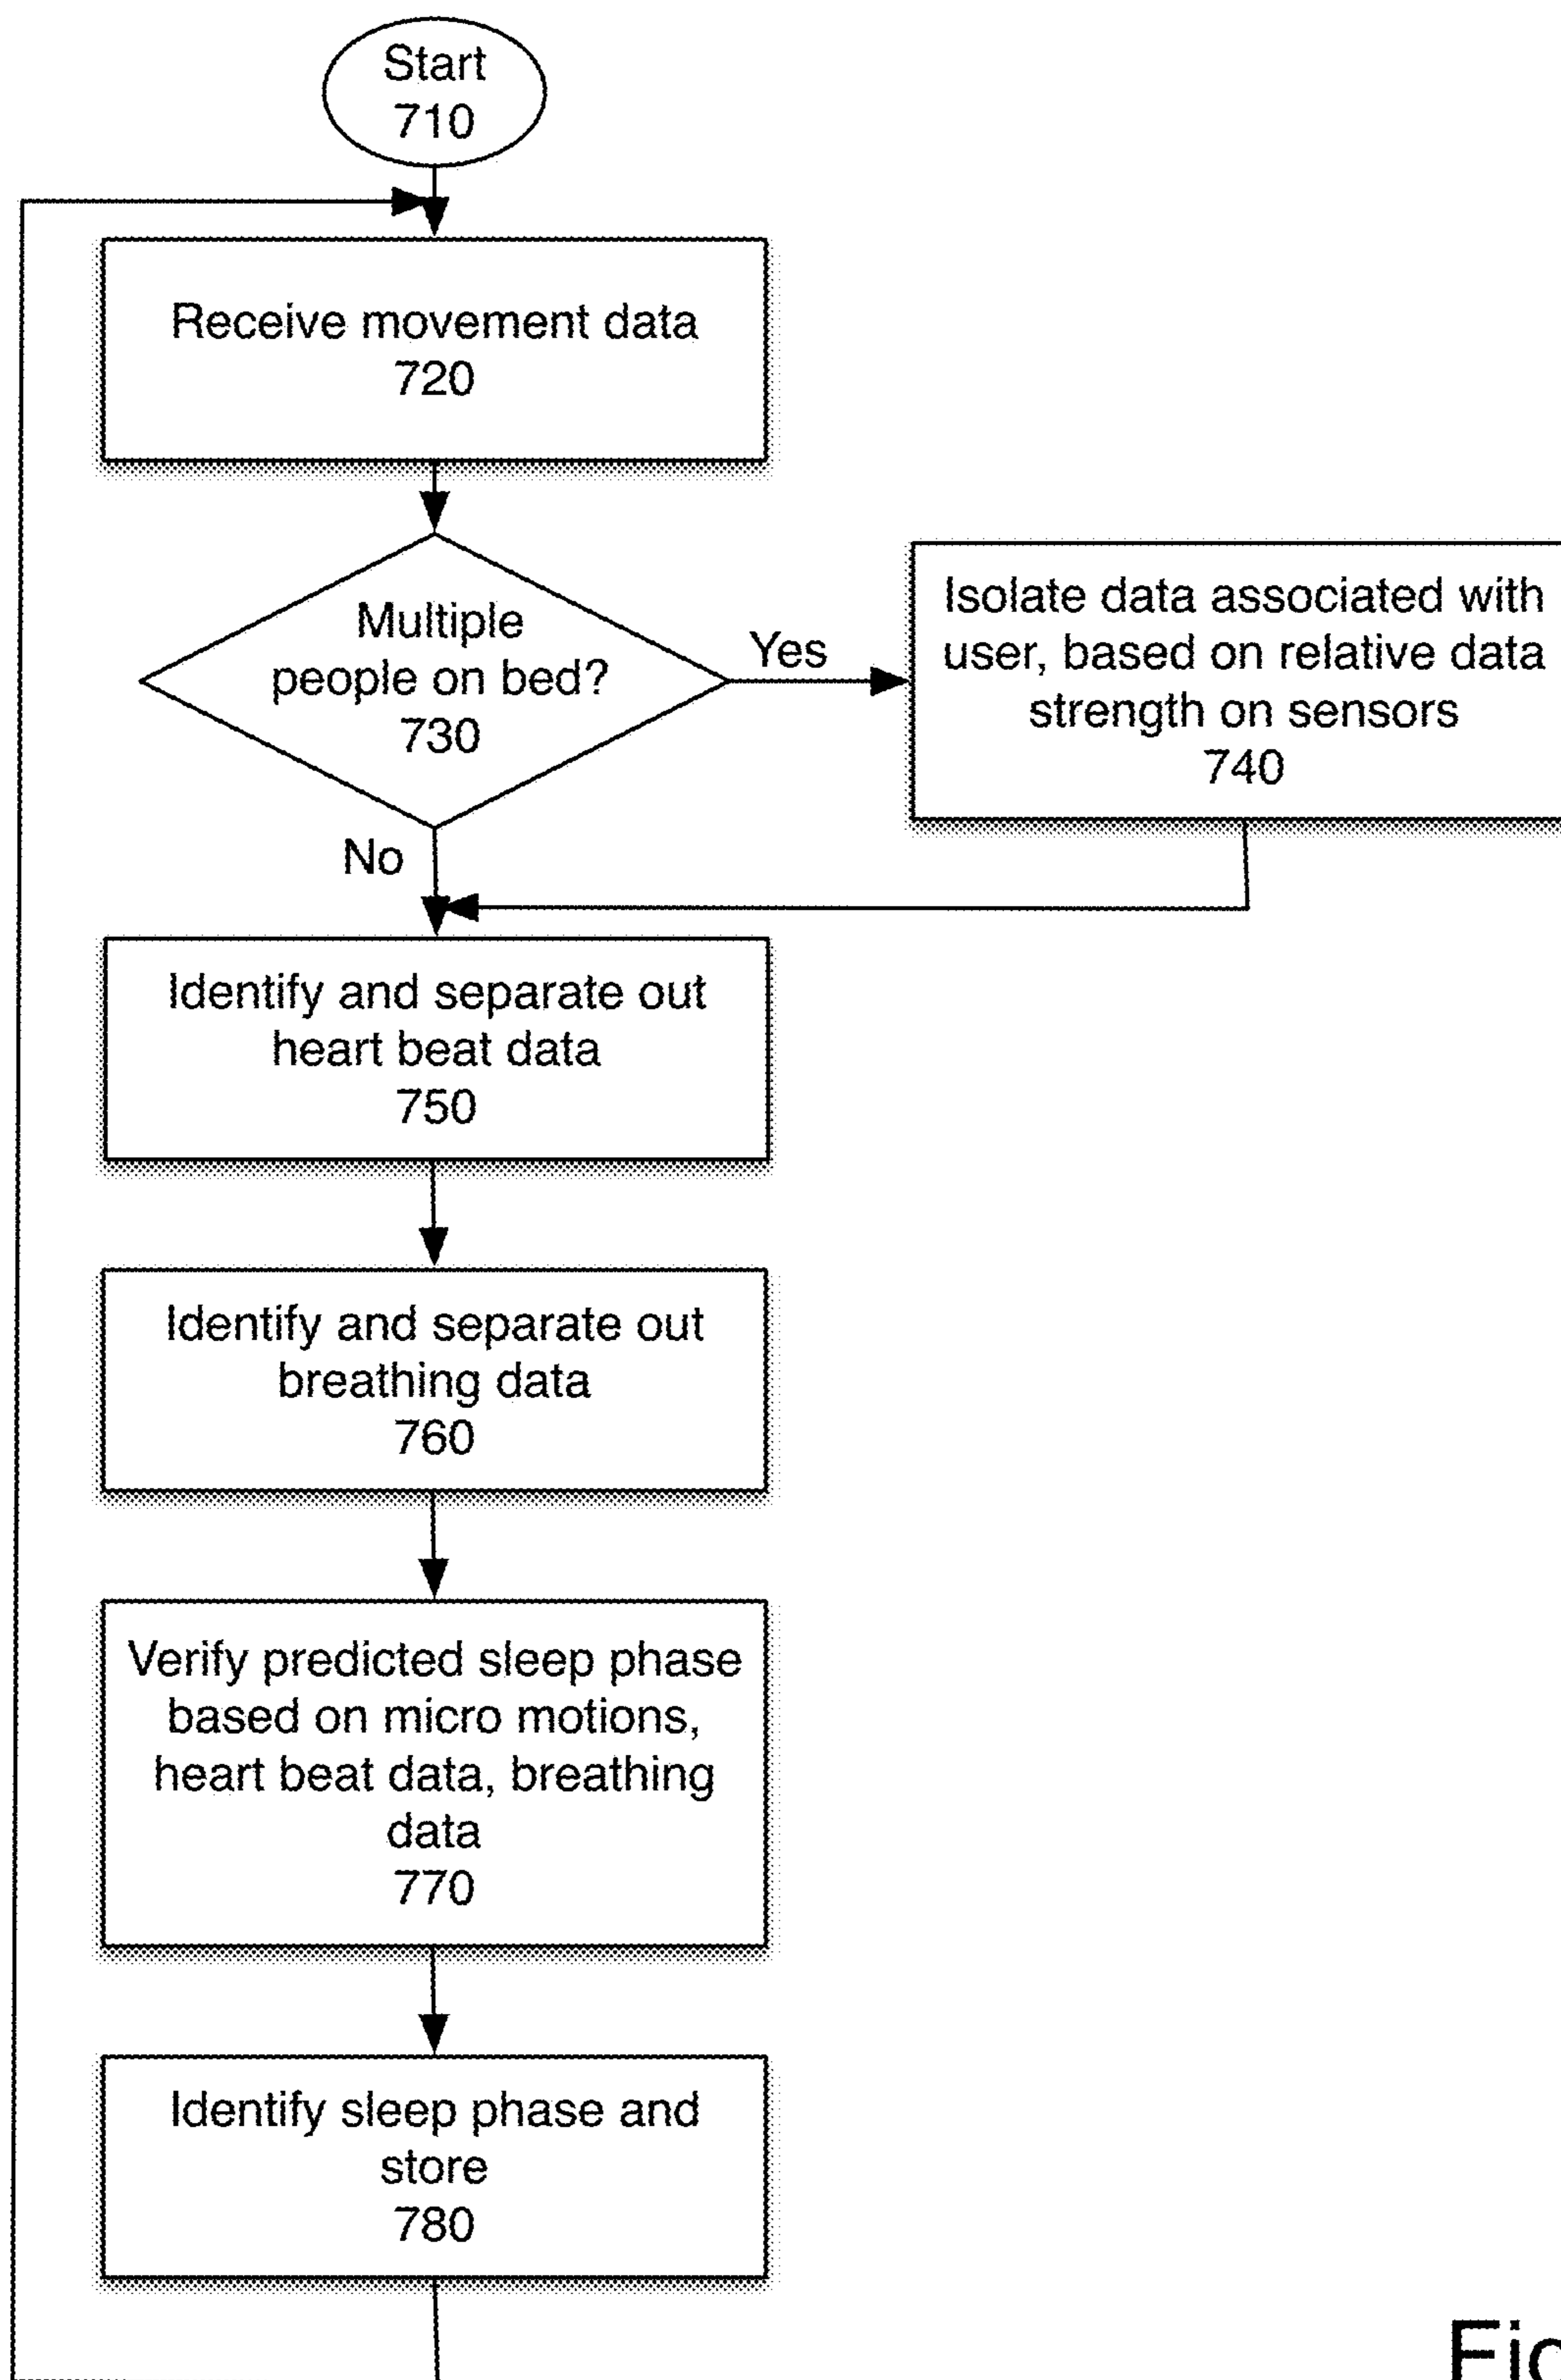 Start
710
Receive movement data
720
Multiple
people on bed?
730
Yes
Isolate data associated with
user, based on relative data
strength on sensors
740
No
Identify and separate out
heart beat data
750
Identify and separate out
breathing data
760
Verify predicted sleep phase
based on micro motions,
heart beat data, breathing
data
770
Identify sleep phase and
store
780